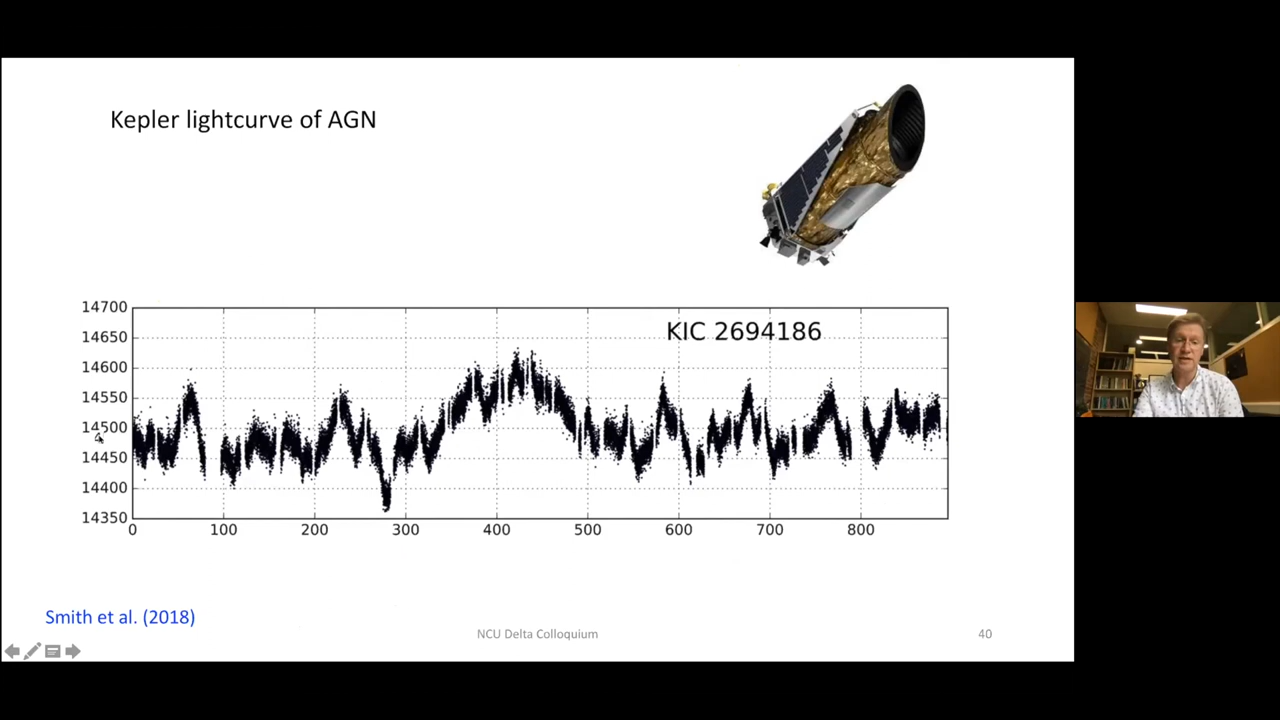 Kepler lightcurve of AGN
KIC 2694186
14700
14650
14600
14550
14500
14450
14400
14350
0 100 200 300 400 500 600 700 800
Smith et al. (2018)
NCU Delta Colloquium
40